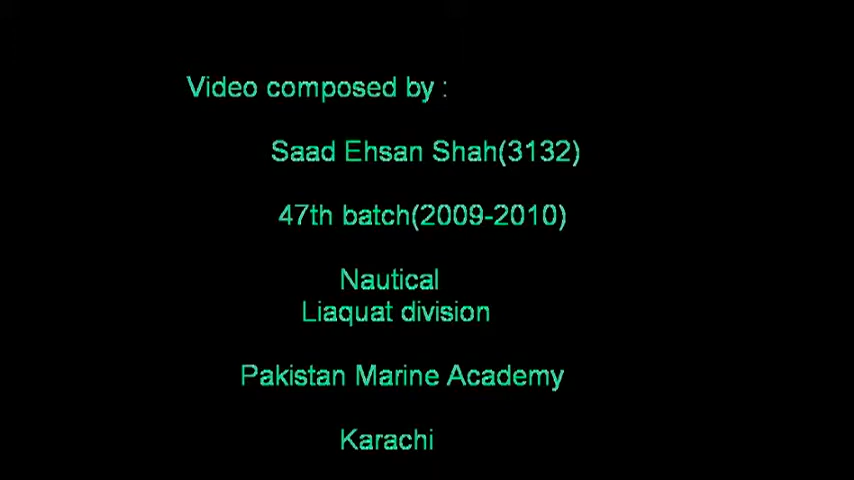 Video composed by :
Saad Ehsan Shah(3132)
47th batch(2009-2010)
Nautical
Liaquat division
Pakistan Marine Academy
Karachi